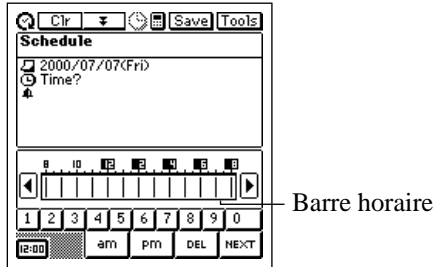 Clr Save Tools
Schedule
2000/07/07(Fri)
Time?
8 10 12 2 4 6 8
Barre horaire
1 2 3 4 5 6 7 8 9 0
12:00 am pm DEL NEXT